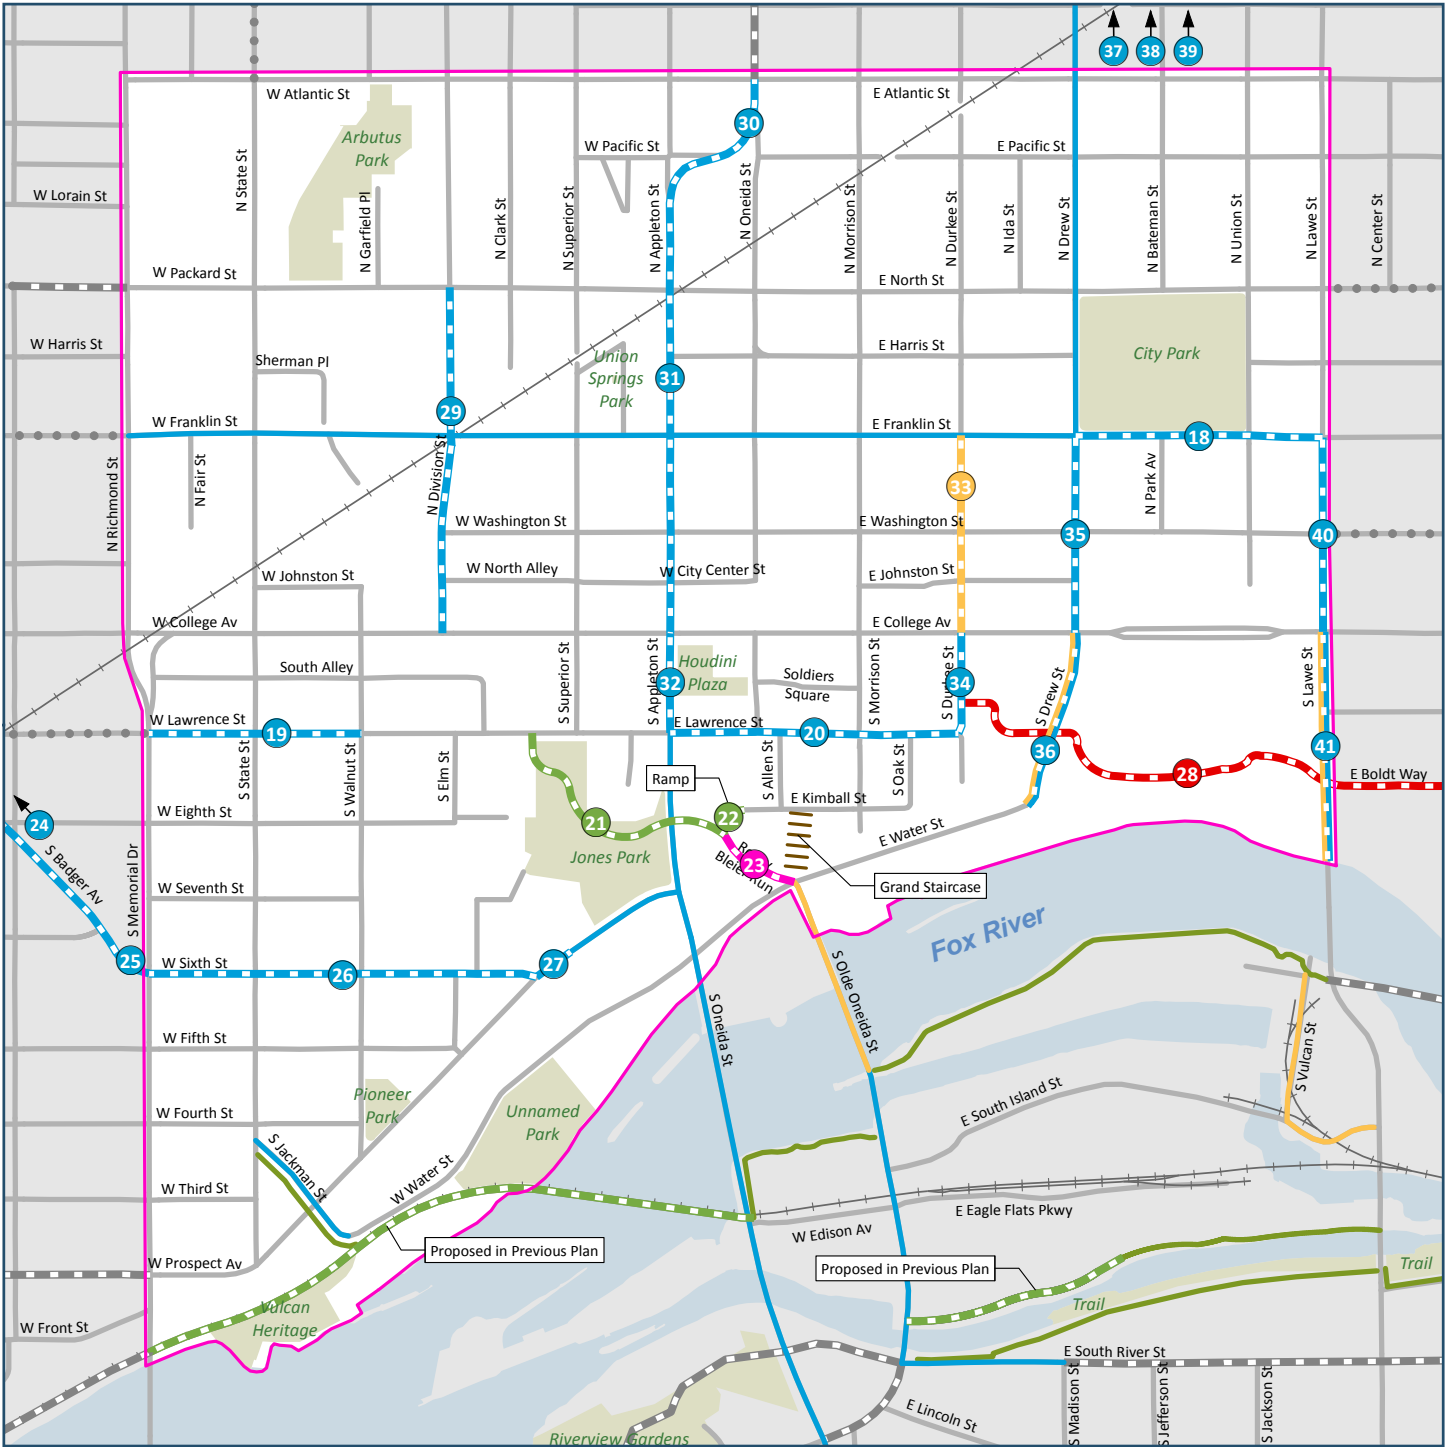 37
38
39
W Atlantic St
E Atlantic St
30
Arbutus
Park
W Pacific St
E Pacific St
N State St
W Lorain St
N Garfield Pl
N Clark St
N Superior St
N Appleton St
N Oneida St
N Morrison St
N Durkee St
N Ida St
N Drew St
N Bateman St
N Union St
N Lawe St
N Center St
W Packard St
E North St
W Harris St
Sherman Pl
Union
Springs
Park
31
E Harris St
City Park
29
W Franklin St
E Franklin St
18
N Richmond St
N Fair St
N Division St
33
N Park Av
W Washington St
E Washington St
35
40
W Johnston St
W North Alley
W City Center St
E Johnston St
W College Av
E College Av
South Alley
S Superior St
S Appleton St
Houdini
Plaza
32
Soldiers
Square
S Morrison St
S Durkee St
34
S Drew St
S Lawe St
W Lawrence St
19
E Lawrence St
20
36
41
S State St
S Walnut St
S Elm St
Ramp
S Allen St
S Oak St
28
E Boldt Way
24
W Eighth St
21
22
E Kimball St
E Water St
Jones Park
23
Bleier Run
Grand Staircase
S Badger Av
S Memorial Dr
W Seventh St
Fox River
25
W Sixth St
26
27
S Olde Oneida St
S Oneida St
W Fifth St
S Vulcan St
Pioneer
Park
Unnamed
Park
E South Island St
W Fourth St
S Jackman St
W Third St
W Water St
E Eagle Flats Pkwy
W Edison Av
Proposed in Previous Plan
W Prospect Av
Proposed in Previous Plan
Trail
Trail
Vulcan
Heritage
W Front St
E South River St
S Madison St
S Jefferson St
S Jackson St
E Lincoln St
Riverview Gardens